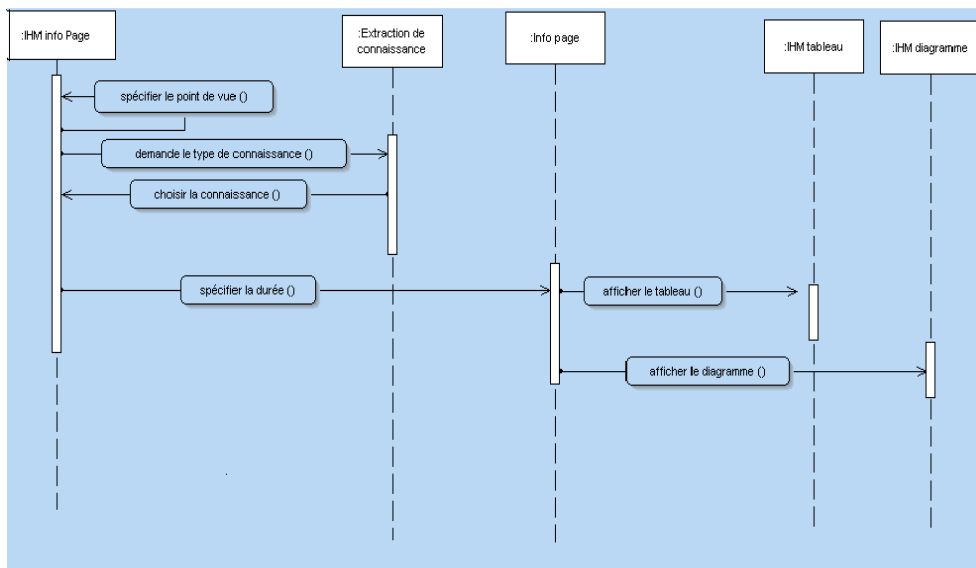 :IHM info Page
:Extraction de
connaissance
:Info page
:IHM tableau
:IHM diagramme
spécifier le point de vue ()
demande le type de connaissance ()
choisir la connaissance ()
spécifier la durée ()
afficher le tableau ()
afficher le diagramme ()